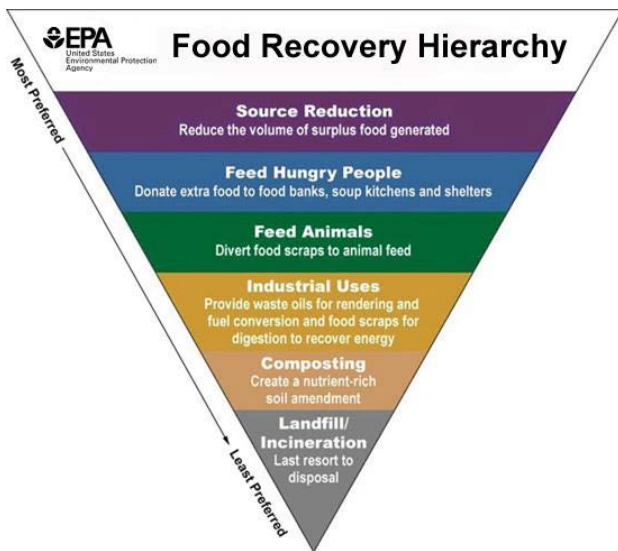 EPA
United States
Environmental Protection
Agency
Food Recovery Hierarchy
Most Preferred
Source Reduction
Reduce the volume of surplus food generated
Feed Hungry People
Donate extra food to food banks, soup kitchens and shelters
Feed Animals
Divert food scraps to animal feed
Industrial Uses
Provide waste oils for rendering and
fuel conversion and food scraps for
digestion to recover energy
Composting
Create a nutrient-rich
soil amendment
Landfill/
Incineration
Last resort to
disposal
Least Preferred